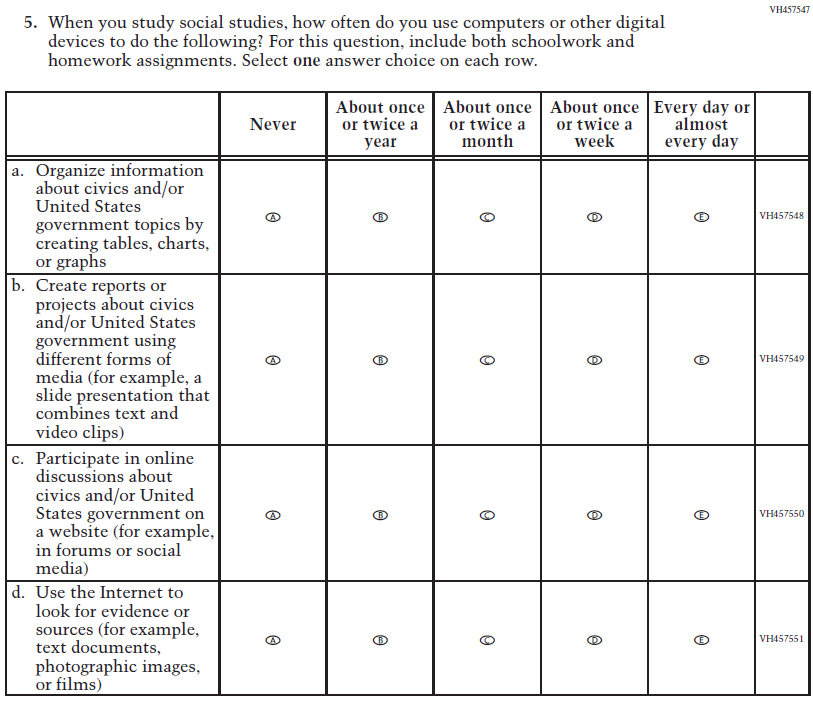 VH457547
5. When you study social studies, how often do you use computers or other digital
devices to do the following? For this question, include both schoolwork and
homework assignments. Select one answer choice on each row.
Never
About once
or twice a
year
About once
or twice a
month
About once
or twice a
week
Every day or
almost
every day
a. Organize information
about civics and/or
United States
government topics by
creating tables, charts,
or graphs
A B C D E VH457548
b. Create reports or
projects about civics
and/or United States
government using
different forms of
media (for example, a
slide presentation that
combines text and
video clips)
A B C D E VH457549
c. Participate in online
discussions about
civics and/or United
States government on
a website (for example,
in forums or social
media)
A B C D E VH457550
d. Use the Internet to
look for evidence or
sources (for example,
text documents,
photographic images,
or films)
A B C D E VH457551